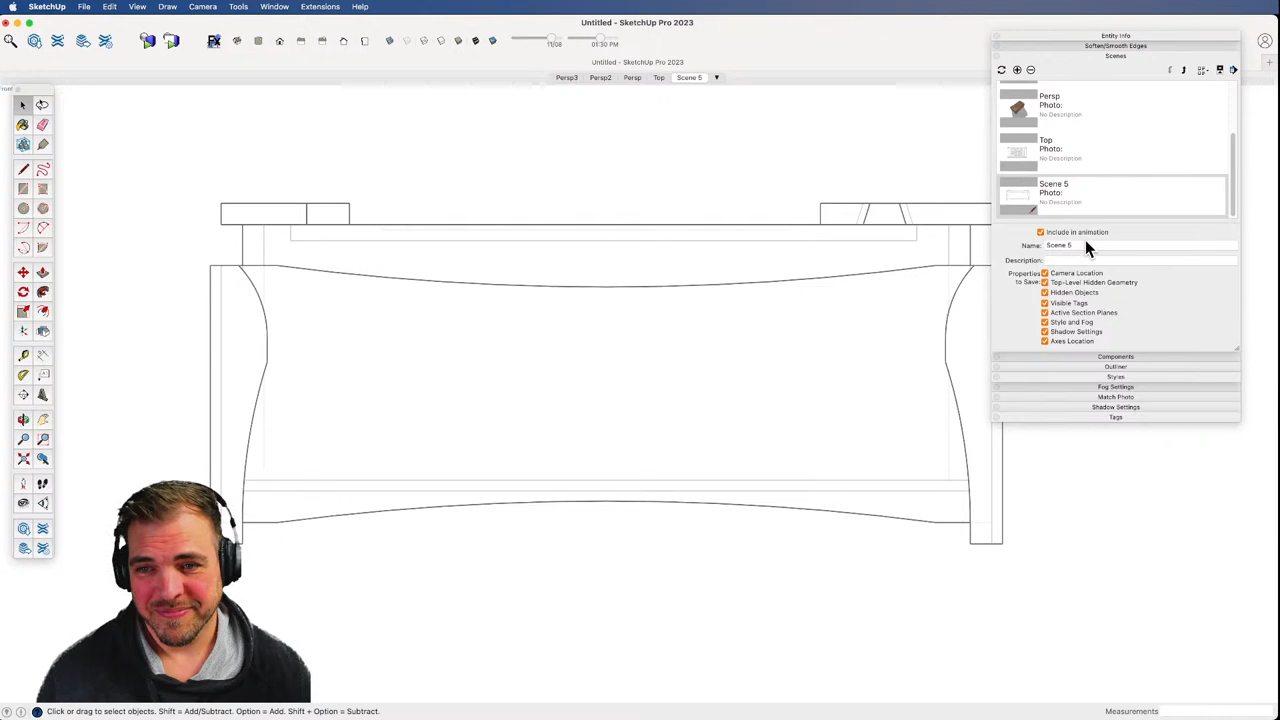 SketchUp File Edit View Draw Camera Tools Window Extensions Help
Untitled - SketchUp Pro 2023
11/08 01:30 PM
Untitled - SketchUp Pro 2023
Persp3 Persp2 Persp Top Scene 5
Entity Info
Soften/Smooth Edges
Scenes
Persp
Photo:
No Description
Top
Photo:
No Description
Scene 5
Photo:
No Description
Include in animation
Name: Scene 5
Description:
Properties to Save:
Camera Location
Top-Level Hidden Geometry
Hidden Objects
Visible Tags
Active Section Planes
Style and Fog
Shadow Settings
Axes Location
Components
Outliner
Styles
Fog Settings
Match Photo
Shadow Settings
Tags
Click or drag to select objects. Shift = Add/Subtract. Option = Add. Shift + Option = Subtract.
Measurements